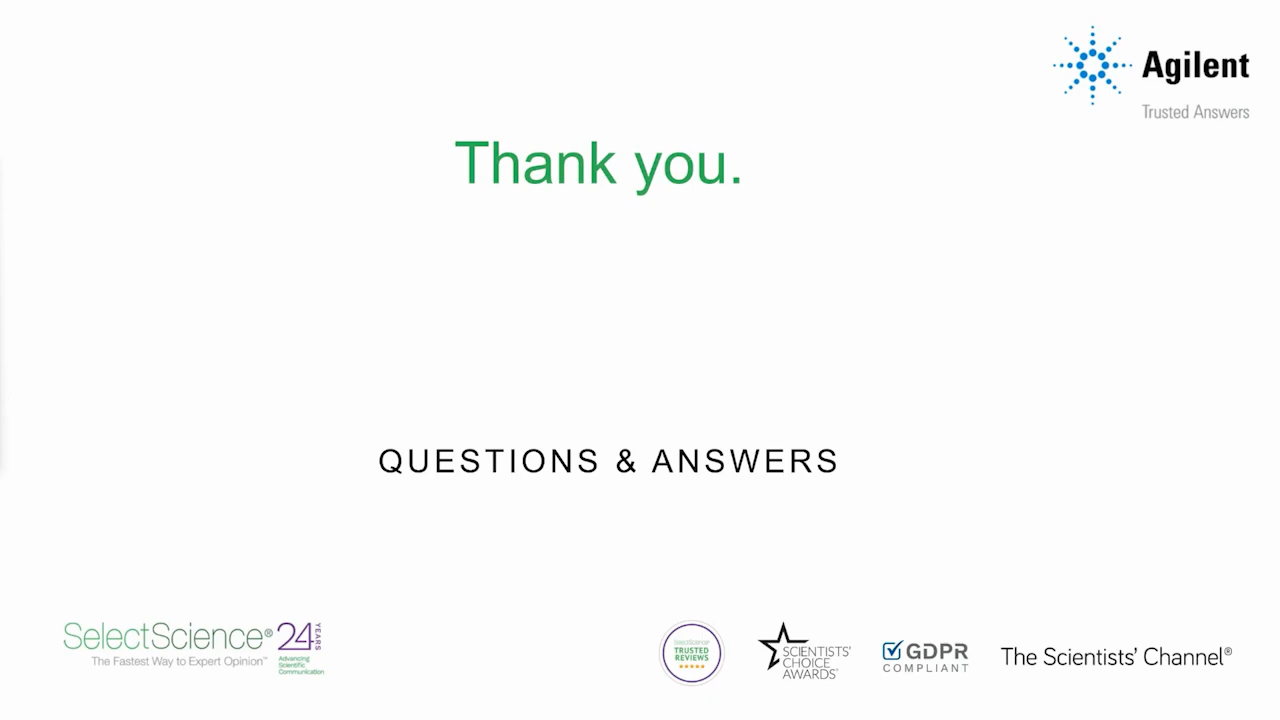 Agilent
Trusted Answers
Thank you.
QUESTIONS & ANSWERS
SelectScience® 24 YEARS
The Fastest Way to Expert Opinion™
Advancing
Scientific
Communication
SelectScience®
TRUSTED
REVIEWS
SCIENTISTS'
CHOICE
AWARDS
GDPR
COMPLIANT
The Scientists' Channel®